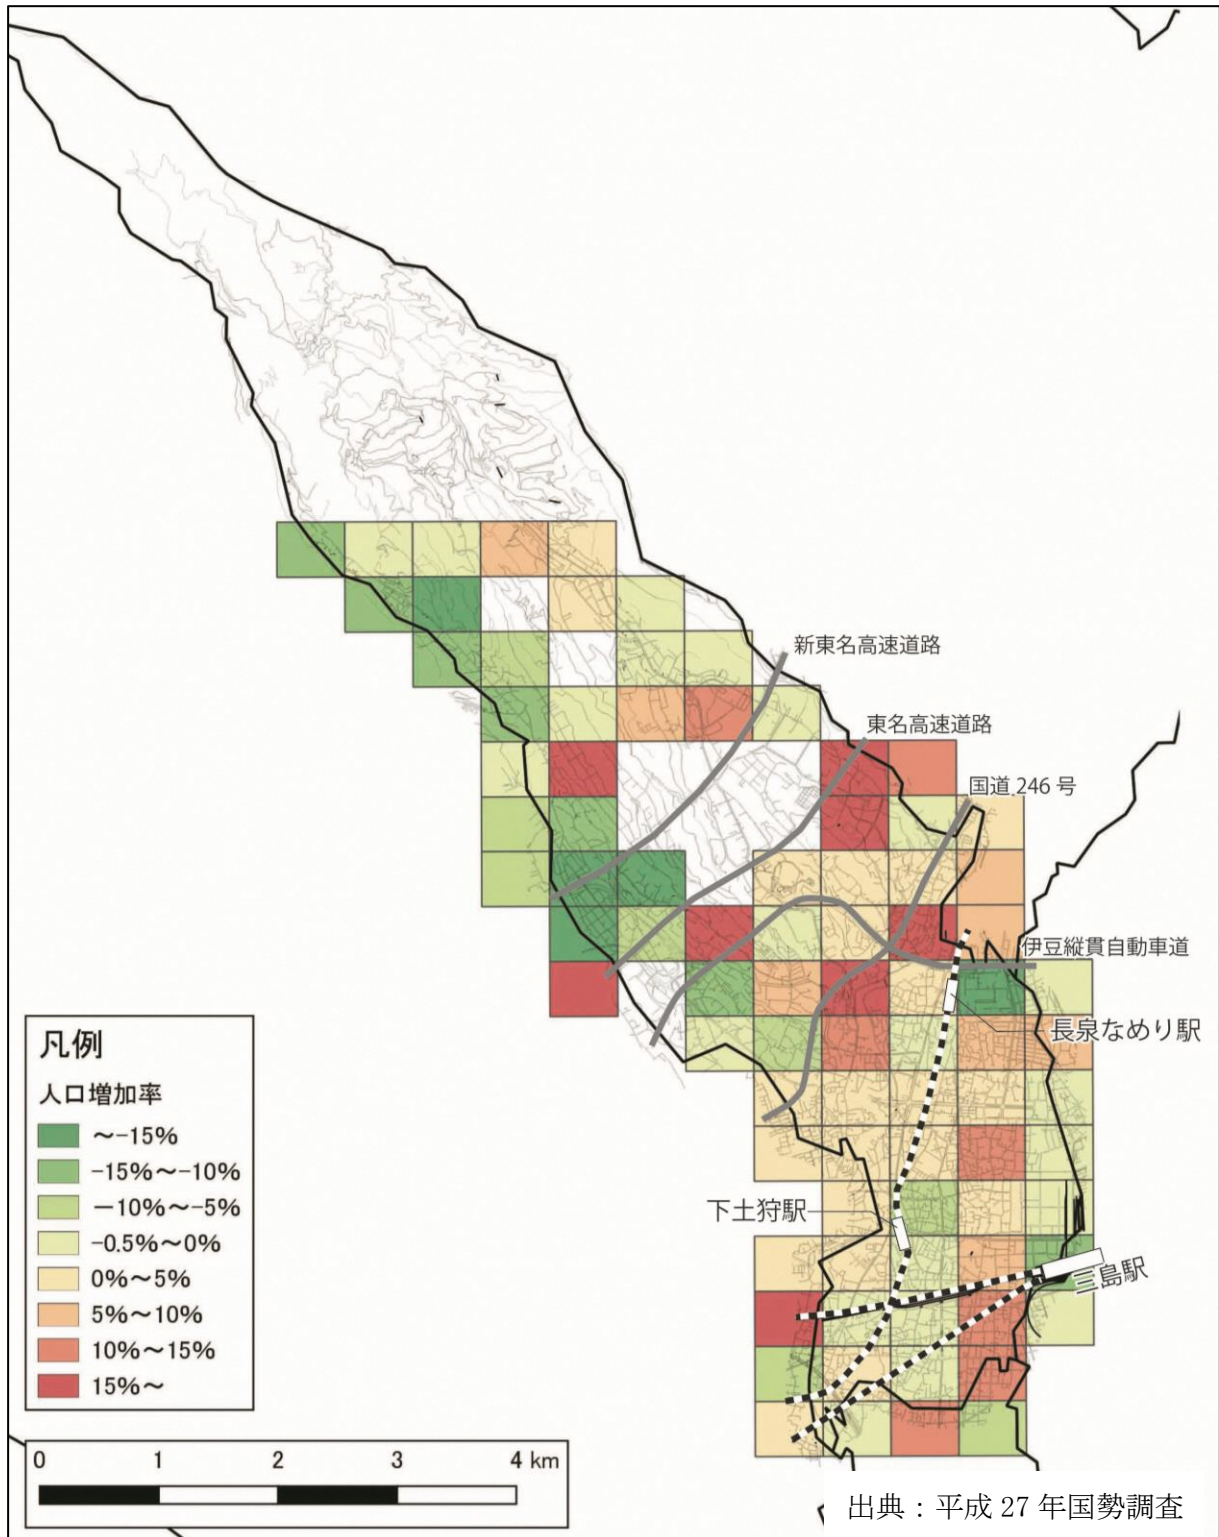 新東名高速道路
東名高速道路
国道 246 号
伊豆縦貫自動車道
長泉なめり駅
下土狩駅
三島駅
凡例
人口増加率
～-15%
-15%～-10%
－10%～-5%
-0.5%～0%
0%～5%
5%～10%
10%～15%
15%～
0 1 2 3 4 km
出典：平成 27 年国勢調査